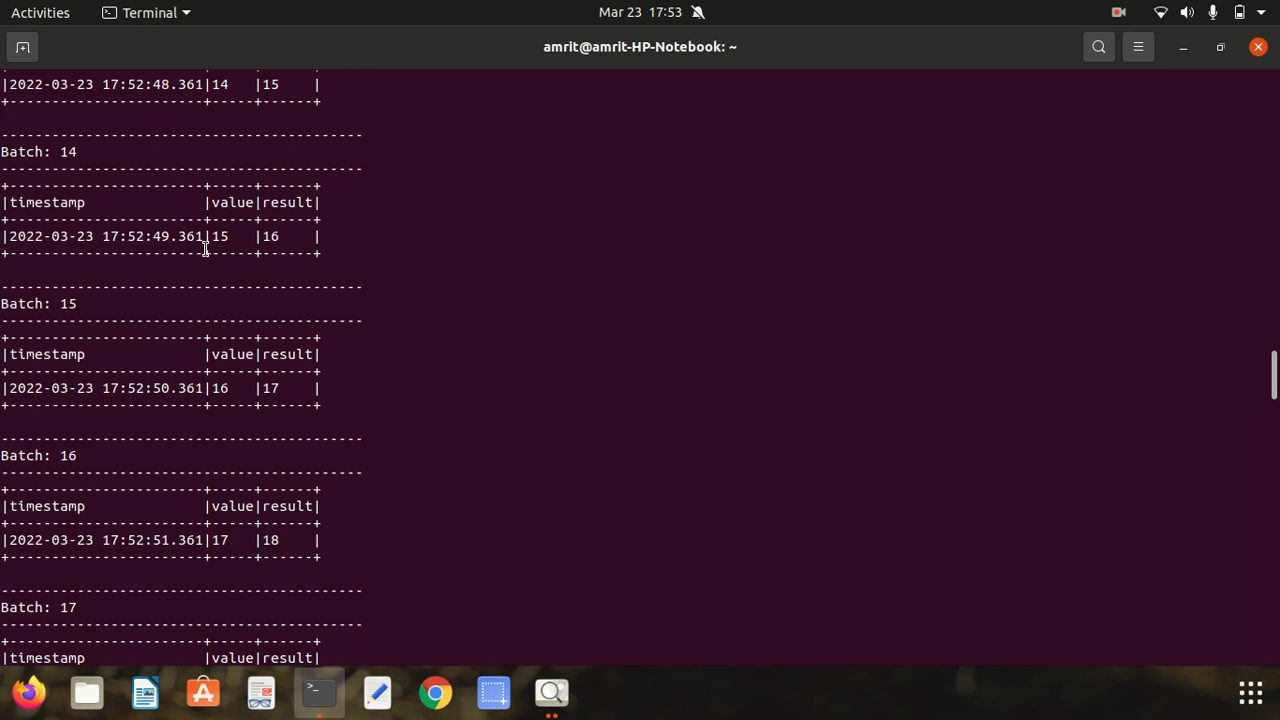 Activities Terminal Mar 23 17:53
amrit@amrit-HP-Notebook: ~
|2022-03-23 17:52:48.361|14   |15    |
+-----------------------+-----+------+

-------------------------------------------
Batch: 14
-------------------------------------------
+-----------------------+-----+------+
|timestamp              |value|result|
+-----------------------+-----+------+
|2022-03-23 17:52:49.361|15   |16    |
+-----------------------+-----+------+

-------------------------------------------
Batch: 15
-------------------------------------------
+-----------------------+-----+------+
|timestamp              |value|result|
+-----------------------+-----+------+
|2022-03-23 17:52:50.361|16   |17    |
+-----------------------+-----+------+

-------------------------------------------
Batch: 16
-------------------------------------------
+-----------------------+-----+------+
|timestamp              |value|result|
+-----------------------+-----+------+
|2022-03-23 17:52:51.361|17   |18    |
+-----------------------+-----+------+

-------------------------------------------
Batch: 17
-------------------------------------------
+-----------------------+-----+------+
|timestamp              |value|result|